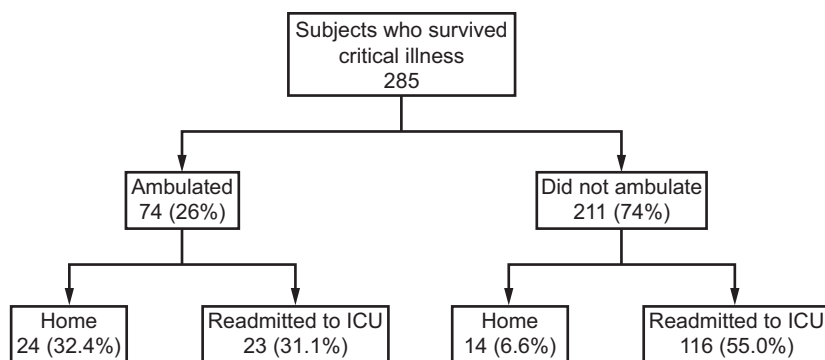 Subjects who survived
critical illness
285
Ambulated
74 (26%)
Did not ambulate
211 (74%)
Home
24 (32.4%)
Readmitted to ICU
23 (31.1%)
Home
14 (6.6%)
Readmitted to ICU
116 (55.0%)